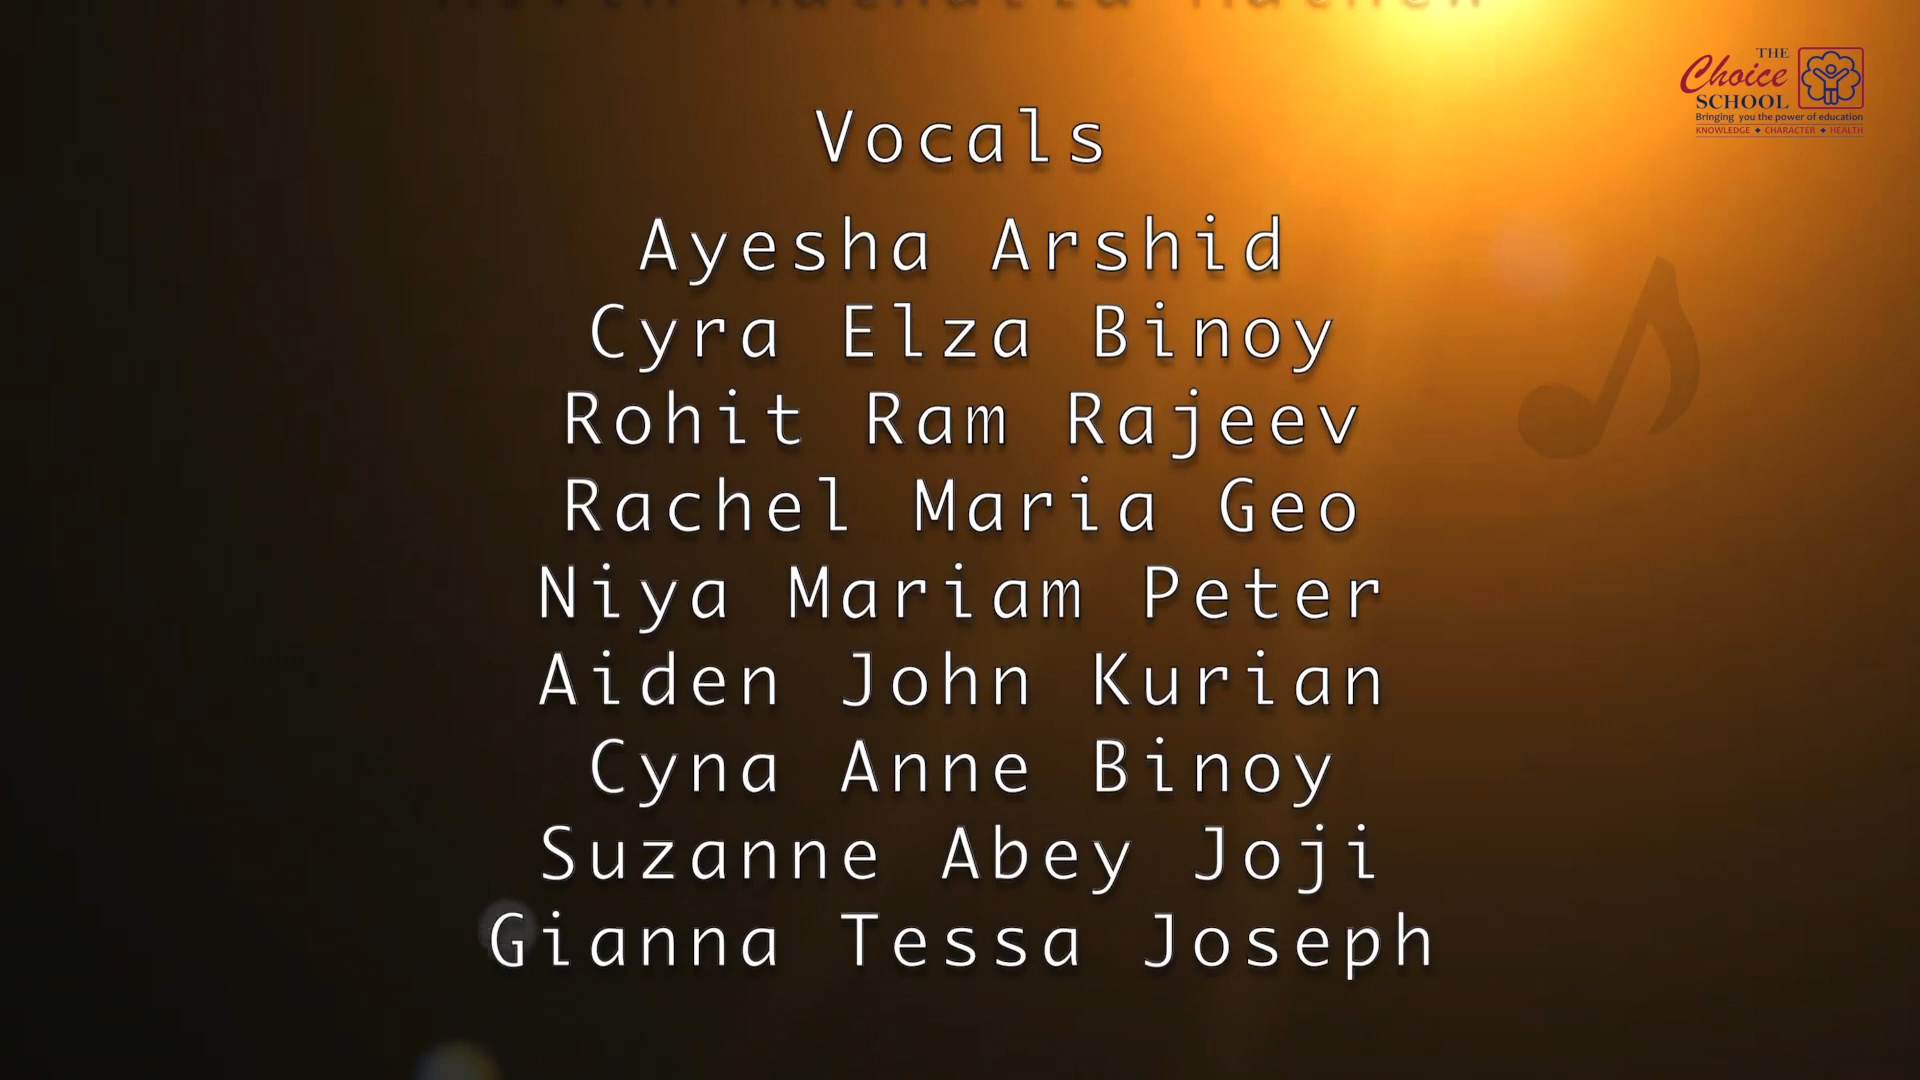 Vocals
Ayesha Arshid
Cyra Elza Binoy
Rohit Ram Rajeev
Rachel Maria Geo
Niya Mariam Peter
Aiden John Kurian
Cyna Anne Binoy
Suzanne Abey Joji
Gianna Tessa Joseph
THE
Choice
SCHOOL
Bringing you the power of education
KNOWLEDGE ◆ CHARACTER ◆ HEALTH